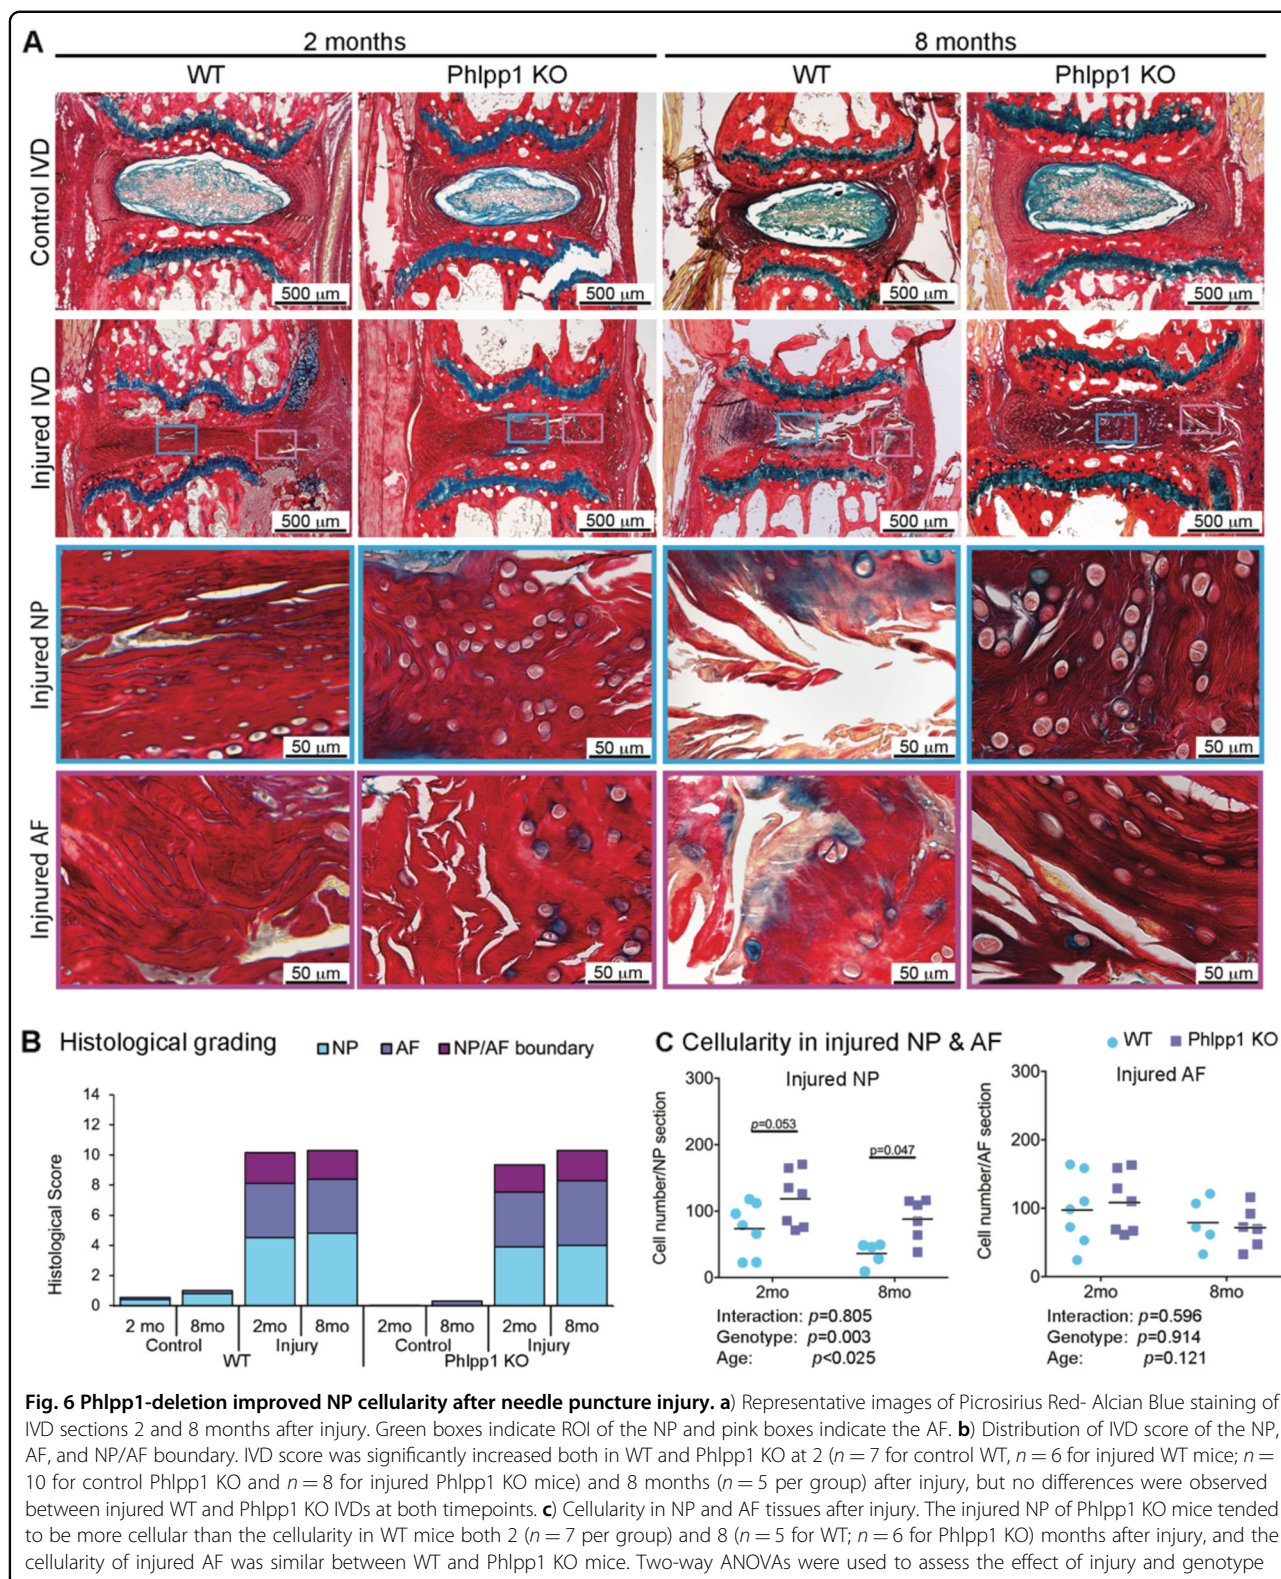 A
2 months 8 months
WT Phlpp1 KO WT Phlpp1 KO
Control IVD
500 μm 500 μm 500 μm 500 μm
Injured IVD
500 μm 500 μm 500 μm 500 μm
Injured NP
50 μm 50 μm 50 μm 50 μm
Injnured AF
50 μm 50 μm 50 μm 50 μm
B Histological grading
NP AF NP/AF boundary
Histological Score
14
12
10
8
6
4
2
0
2 mo 8mo 2mo 8mo 2mo 8mo 2mo 8mo
Control Injury Control Injury
WT Phlpp1 KO
C Cellularity in injured NP & AF
WT Phlpp1 KO
Injured NP
Cell number/NP section
300
200
100
0
p=0.053
p=0.047
2mo 8mo
Interaction: p=0.805
Genotype: p=0.003
Age: p<0.025
Injured AF
Cell number/AF section
300
200
100
0
2mo 8mo
Interaction: p=0.596
Genotype: p=0.914
Age: p=0.121
Fig. 6 Phlpp1-deletion improved NP cellularity after needle puncture injury. a) Representative images of Picrosirius Red- Alcian Blue staining of
IVD sections 2 and 8 months after injury. Green boxes indicate ROI of the NP and pink boxes indicate the AF. b) Distribution of IVD score of the NP,
AF, and NP/AF boundary. IVD score was significantly increased both in WT and Phlpp1 KO at 2 (n = 7 for control WT, n = 6 for injured WT mice; n =
10 for control Phlpp1 KO and n = 8 for injured Phlpp1 KO mice) and 8 months (n = 5 per group) after injury, but no differences were observed
between injured WT and Phlpp1 KO IVDs at both timepoints. c) Cellularity in NP and AF tissues after injury. The injured NP of Phlpp1 KO mice tended
to be more cellular than the cellularity in WT mice both 2 (n = 7 per group) and 8 (n = 5 for WT; n = 6 for Phlpp1 KO) months after injury, and the
cellularity of injured AF was similar between WT and Phlpp1 KO mice. Two-way ANOVAs were used to assess the effect of injury and genotype